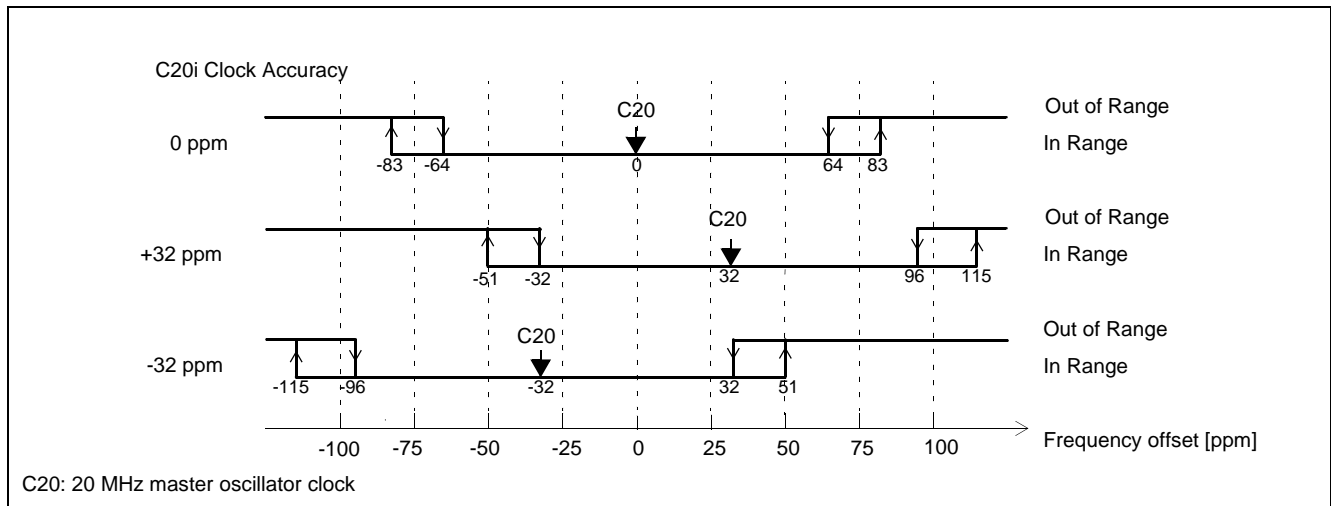 C20i Clock Accuracy
C20
Out of Range
0 ppm
In Range
-83 -64 0 64 83
C20
Out of Range
+32 ppm
In Range
-51 -32 32 96 115
C20
Out of Range
-32 ppm
In Range
-115 -96 -32 32 51
-100 -75 -50 -25 0 25 50 75 100
Frequency offset [ppm]
C20: 20 MHz master oscillator clock